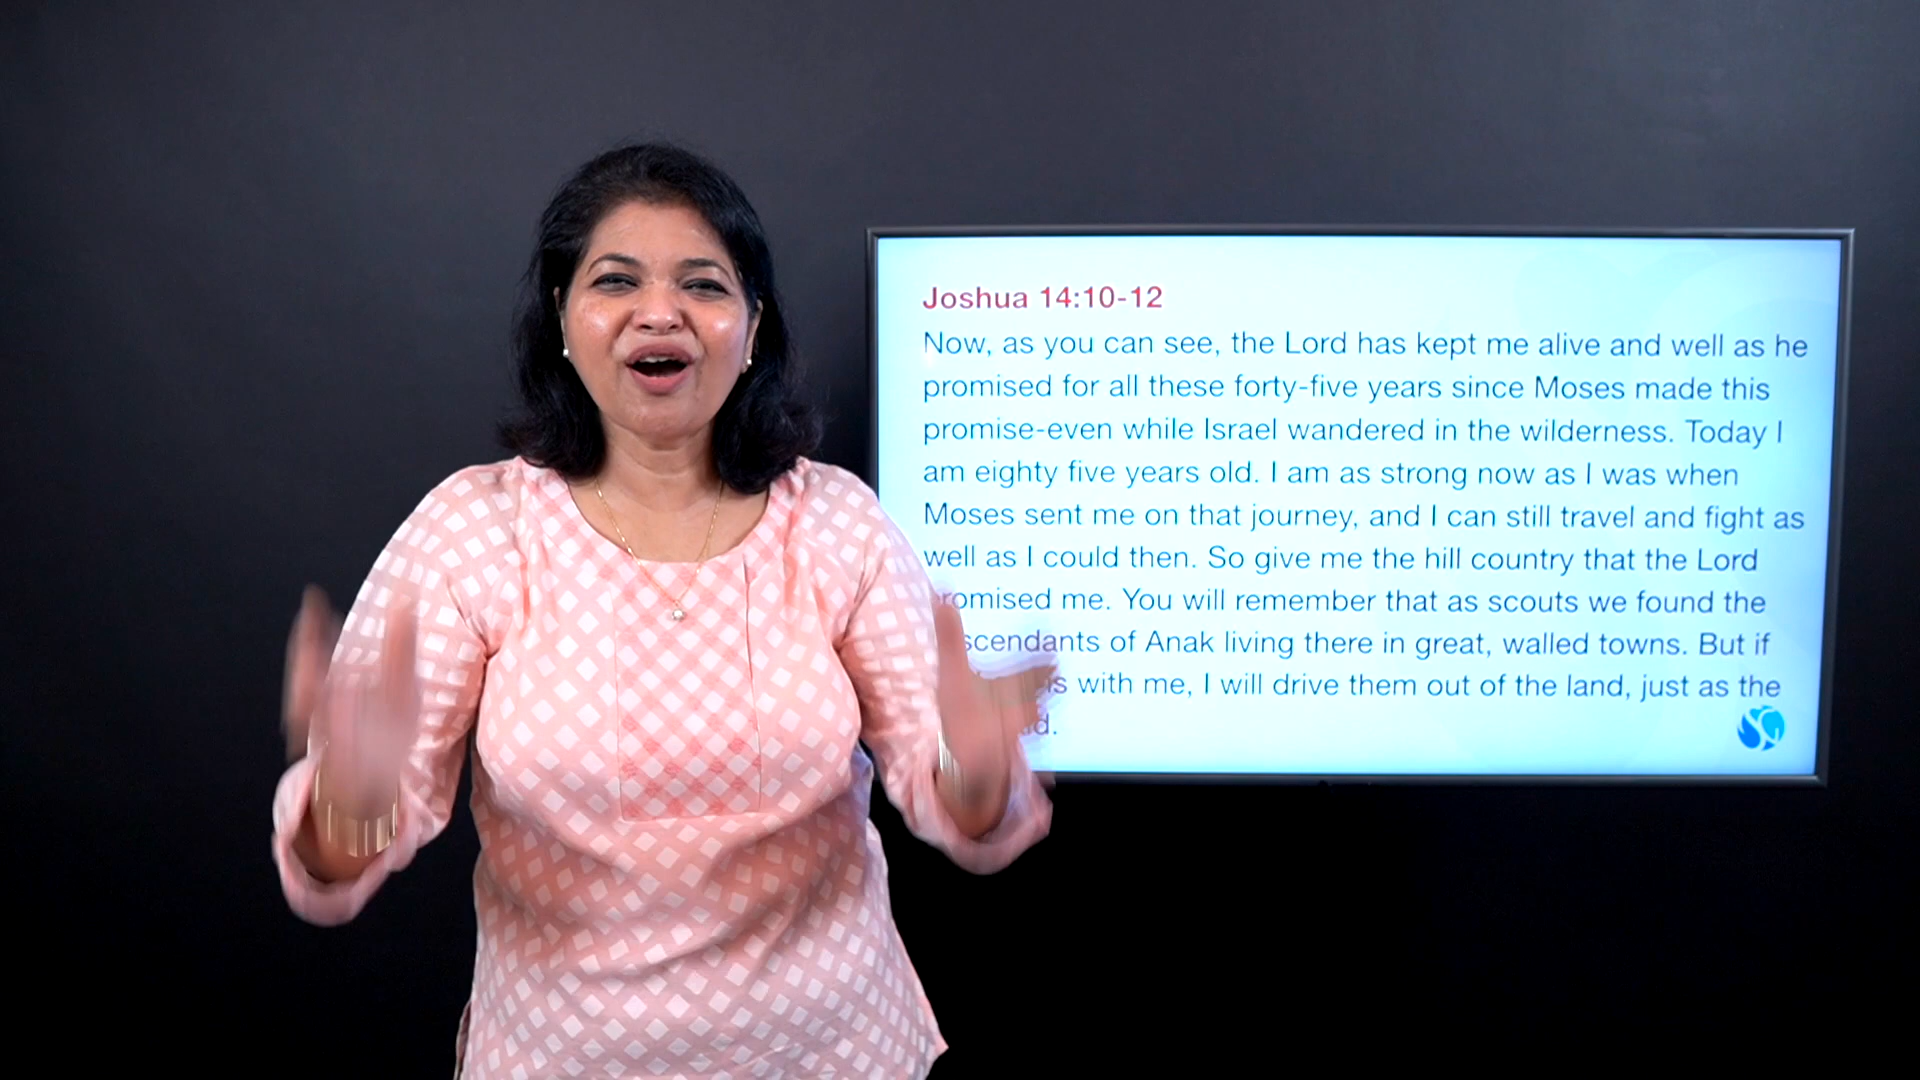 Joshua 14:10-12
Now, as you can see, the Lord has kept me alive and well as he
promised for all these forty-five years since Moses made this
promise-even while Israel wandered in the wilderness. Today I
am eighty five years old. I am as strong now as I was when
Moses sent me on that journey, and I can still travel and fight as
well as I could then. So give me the hill country that the Lord
me. You will remember that as scouts we found the
of Anak living there in great, walled towns. But if
with me, I will drive them out of the land, just as the